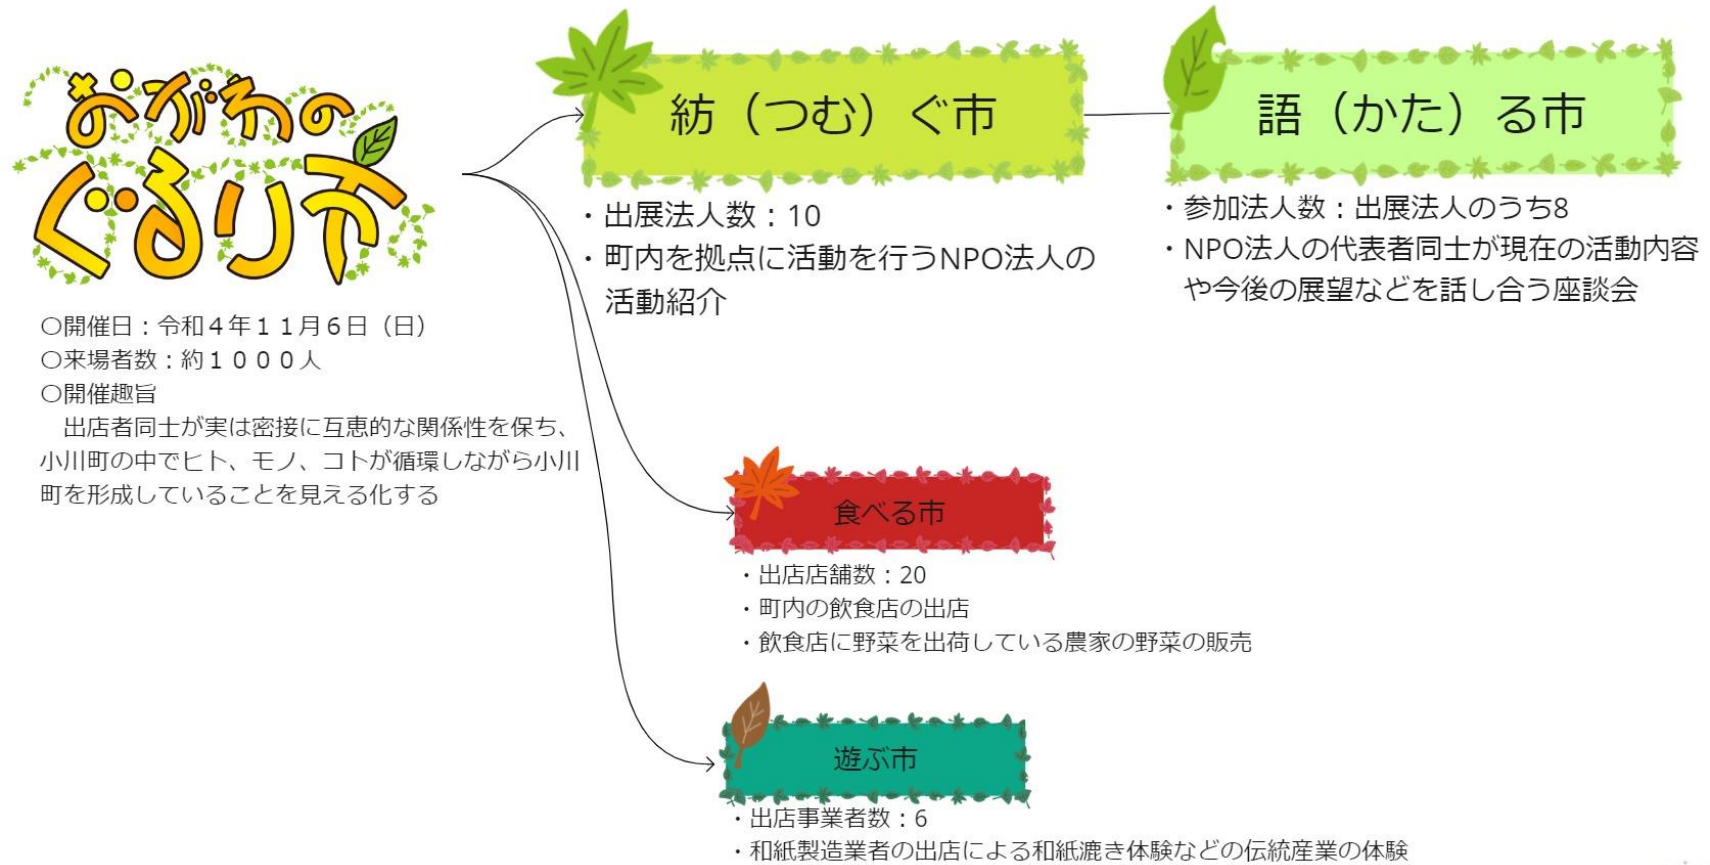 おがわの
ぐるり市
〇開催日：令和４年１１月６日（日）
〇来場者数：約１０００人
〇開催趣旨
　出店者同士が実は密接に互恵的な関係性を保ち、
小川町の中でヒト、モノ、コトが循環しながら小川
町を形成していることを見える化する
紡（つむ）ぐ市
・出展法人数：10
・町内を拠点に活動を行うNPO法人の
活動紹介
語（かた）る市
・参加法人数：出展法人のうち8
・NPO法人の代表者同士が現在の活動内容
や今後の展望などを話し合う座談会
食べる市
・出店店舗数：20
・町内の飲食店の出店
・飲食店に野菜を出荷している農家の野菜の販売
遊ぶ市
・出店事業者数：6
・和紙製造業者の出店による和紙漉き体験などの伝統産業の体験